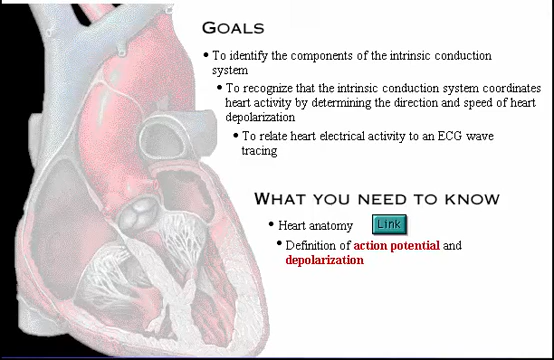 GOALS
• To identify the components of the intrinsic conduction
system
• To recognize that the intrinsic conduction system coordinates
heart activity by determining the direction and speed of heart
depolarization
• To relate heart electrical activity to an ECG wave
tracing
WHAT YOU NEED TO KNOW
• Heart anatomy Link
• Definition of action potential and
depolarization